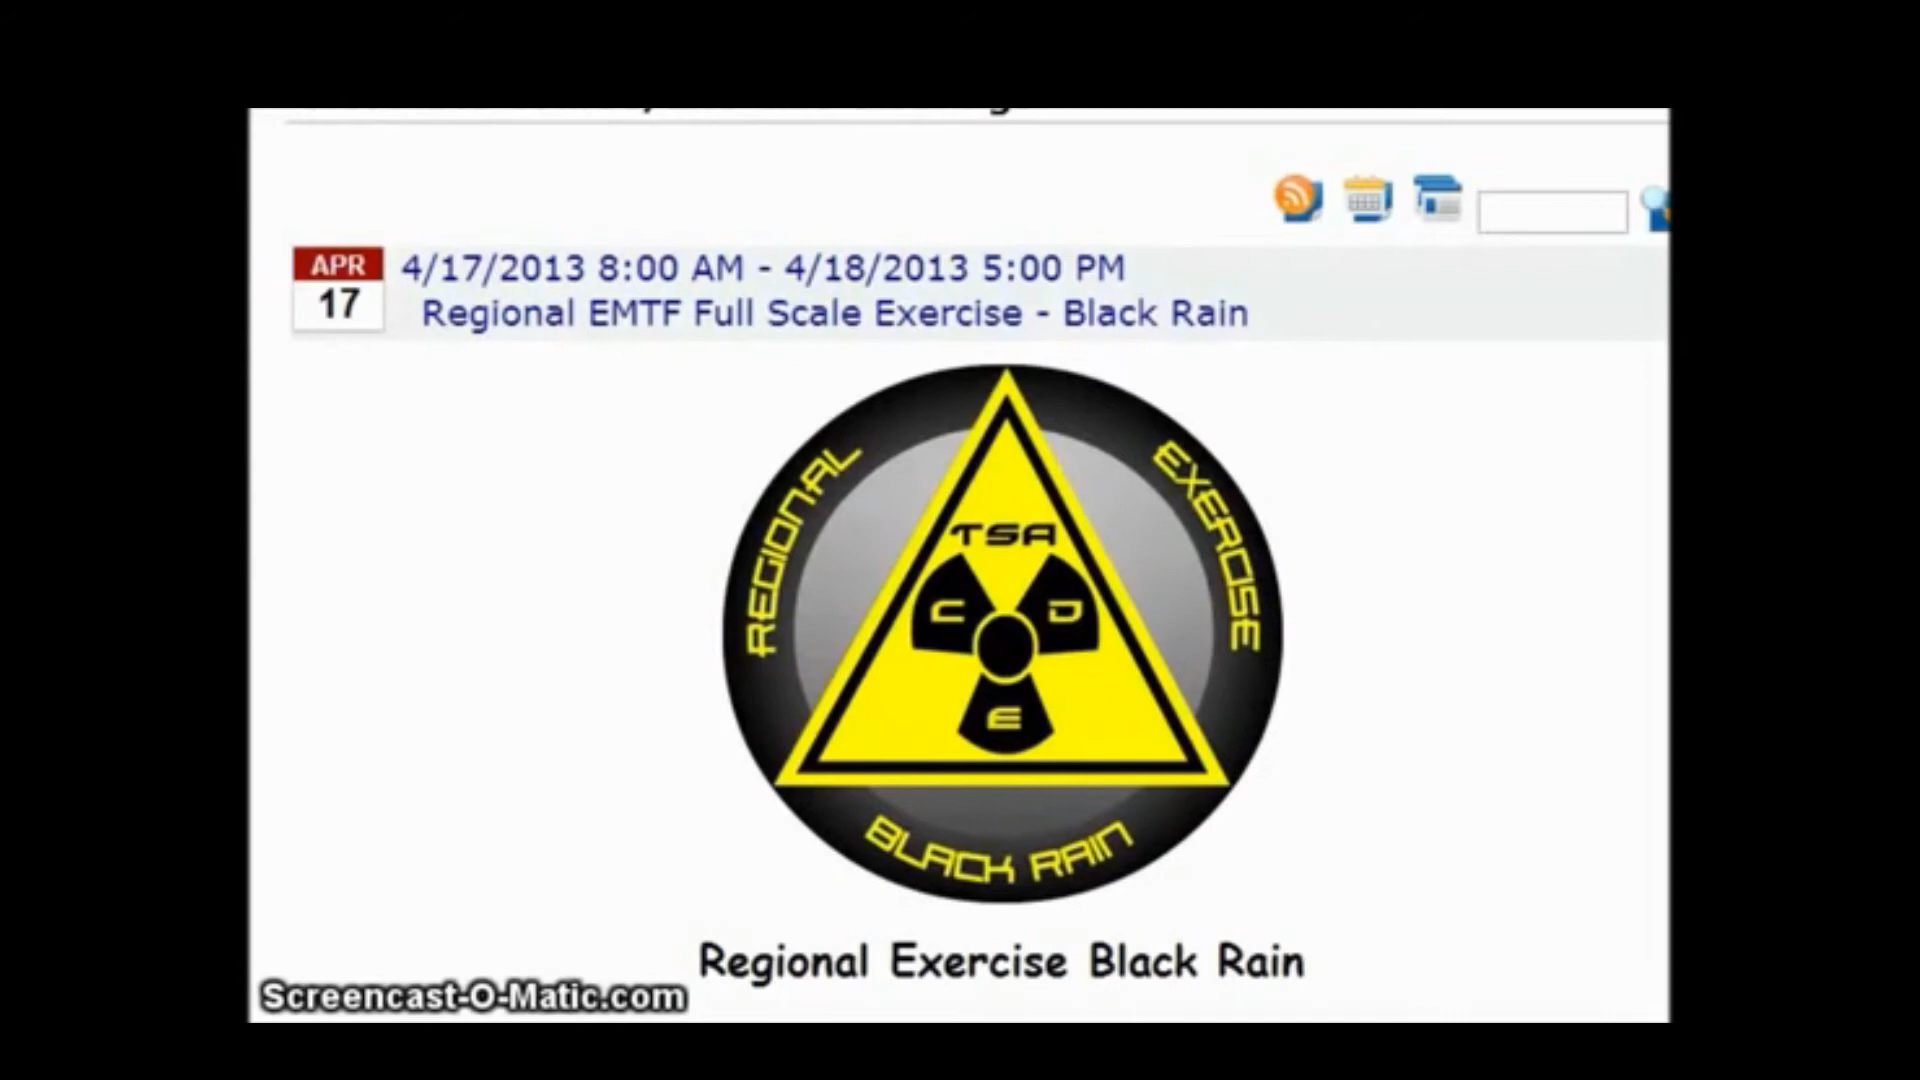 APR
17
4/17/2013 8:00 AM - 4/18/2013 5:00 PM
Regional EMTF Full Scale Exercise - Black Rain
REGIONAL
EXERCISE
TSA
C
D
E
BLACK RAIN
Regional Exercise Black Rain
Screencast-O-Matic.com